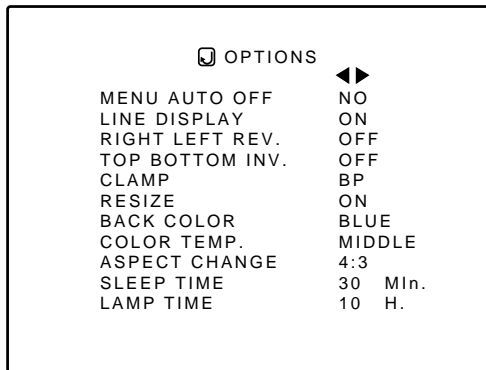 OPTIONS
MENU AUTO OFF NO
LINE DISPLAY ON
RIGHT LEFT REV. OFF
TOP BOTTOM INV. OFF
CLAMP BP
RESIZE ON
BACK COLOR BLUE
COLOR TEMP. MIDDLE
ASPECT CHANGE 4:3
SLEEP TIME 30 MIn.
LAMP TIME 10 H.